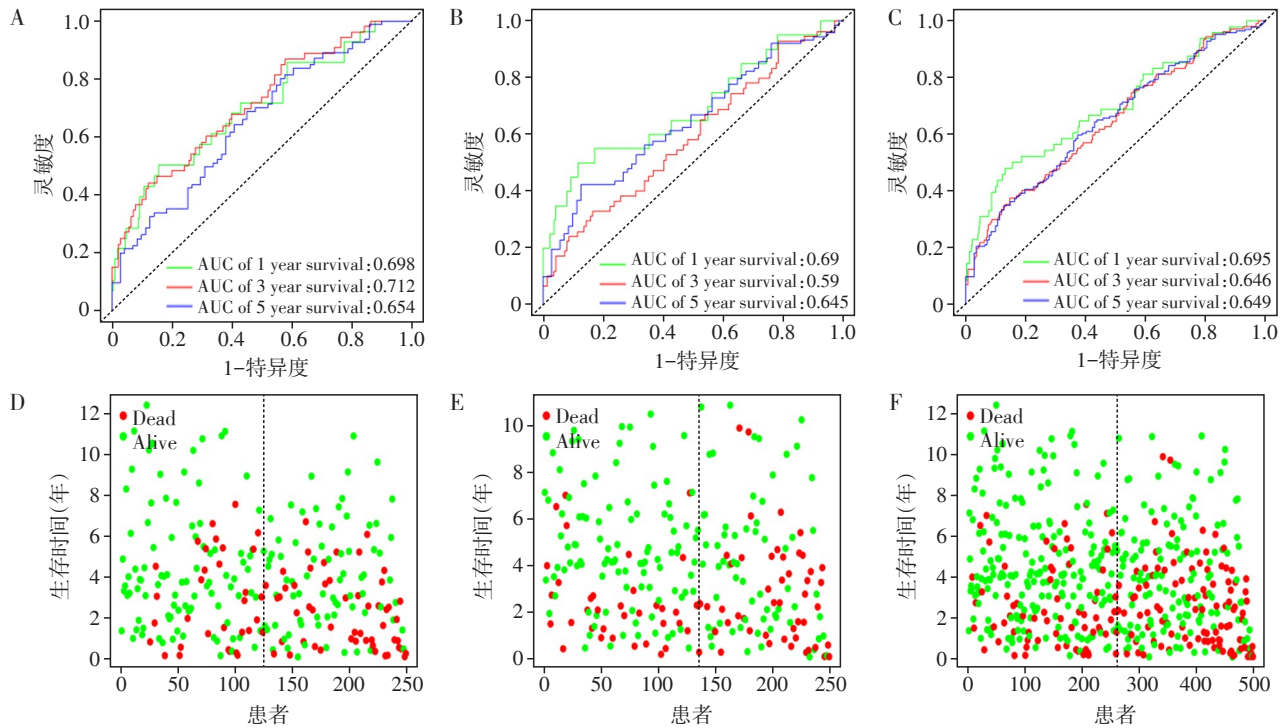 A
1.0
0.8
0.6
0.4
0.2
0
灵敏度
AUC of 1 year survival:0.698
AUC of 3 year survival:0.712
AUC of 5 year survival:0.654
0 0.2 0.4 0.6 0.8 1.0
1-特异度
B
1.0
0.8
0.6
0.4
0.2
0
灵敏度
AUC of 1 year survival:0.69
AUC of 3 year survival:0.59
AUC of 5 year survival:0.645
0 0.2 0.4 0.6 0.8 1.0
1-特异度
C
1.0
0.8
0.6
0.4
0.2
0
灵敏度
AUC of 1 year survival:0.695
AUC of 3 year survival:0.646
AUC of 5 year survival:0.649
0 0.2 0.4 0.6 0.8 1.0
1-特异度
D
12
10
8
6
4
2
0
生存时间(年)
Dead
Alive
0 50 100 150 200 250
患者
E
10
8
6
4
2
0
生存时间(年)
Dead
Alive
0 50 100 150 200 250
患者
F
12
10
8
6
4
2
0
生存时间(年)
Dead
Alive
0 100 200 300 400 500
患者